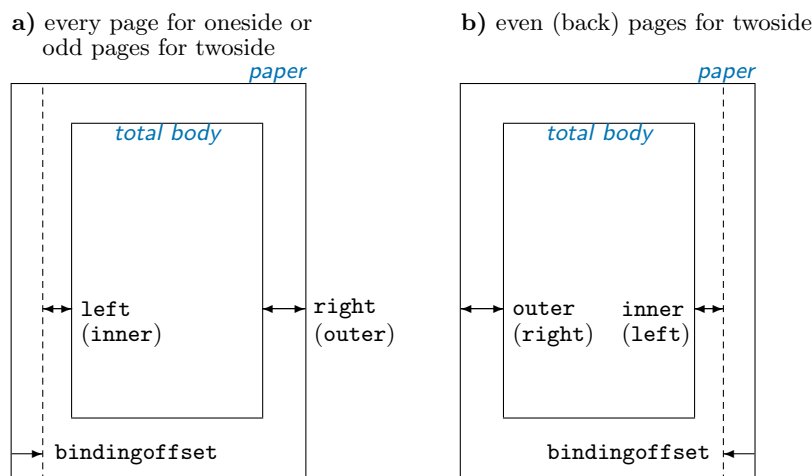 a) every page for oneside or
odd pages for twoside
paper
total body
left
(inner)
right
(outer)
bindingoffset
b) even (back) pages for twoside
paper
total body
outer
(right)
inner
(left)
bindingoffset